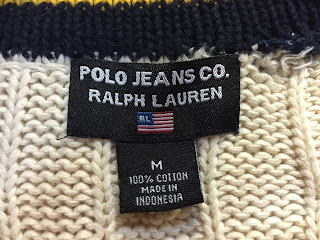 POLO JEANS CO.
RALPH LAUREN
RL
M
100% COTTON
MADE IN
INDONESIA